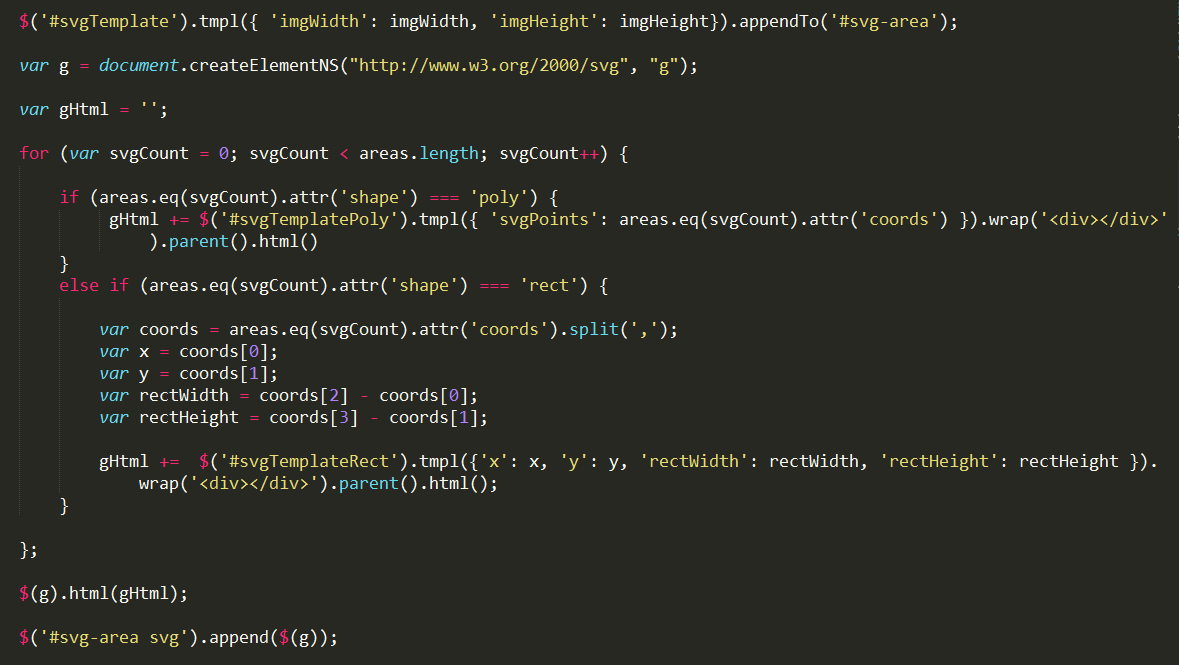 $('#svgTemplate').tmpl({ 'imgWidth': imgWidth, 'imgHeight': imgHeight}).appendTo('#svg-area');
var g = document.createElementNS("http://www.w3.org/2000/svg", "g");
var gHtml = '';
for (var svgCount = 0; svgCount < areas.length; svgCount++) {
if (areas.eq(svgCount).attr('shape') === 'poly') {
gHtml += $('#svgTemplatePoly').tmpl({ 'svgPoints': areas.eq(svgCount).attr('coords') }).wrap('<div></div>'
).parent().html()
}
else if (areas.eq(svgCount).attr('shape') === 'rect') {
var coords = areas.eq(svgCount).attr('coords').split(',');
var x = coords[0];
var y = coords[1];
var rectWidth = coords[2] - coords[0];
var rectHeight = coords[3] - coords[1];
gHtml +=  $('#svgTemplateRect').tmpl({'x': x, 'y': y, 'rectWidth': rectWidth, 'rectHeight': rectHeight }).
wrap('<div></div>').parent().html();
}
};
$(g).html(gHtml);
$('#svg-area svg').append($(g));